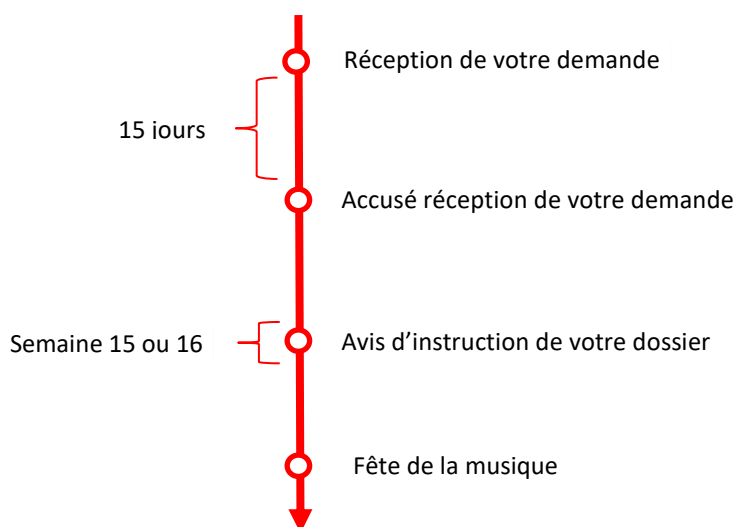 Réception de votre demande
15 jours
Accusé réception de votre demande
Semaine 15 ou 16
Avis d’instruction de votre dossier
Fête de la musique